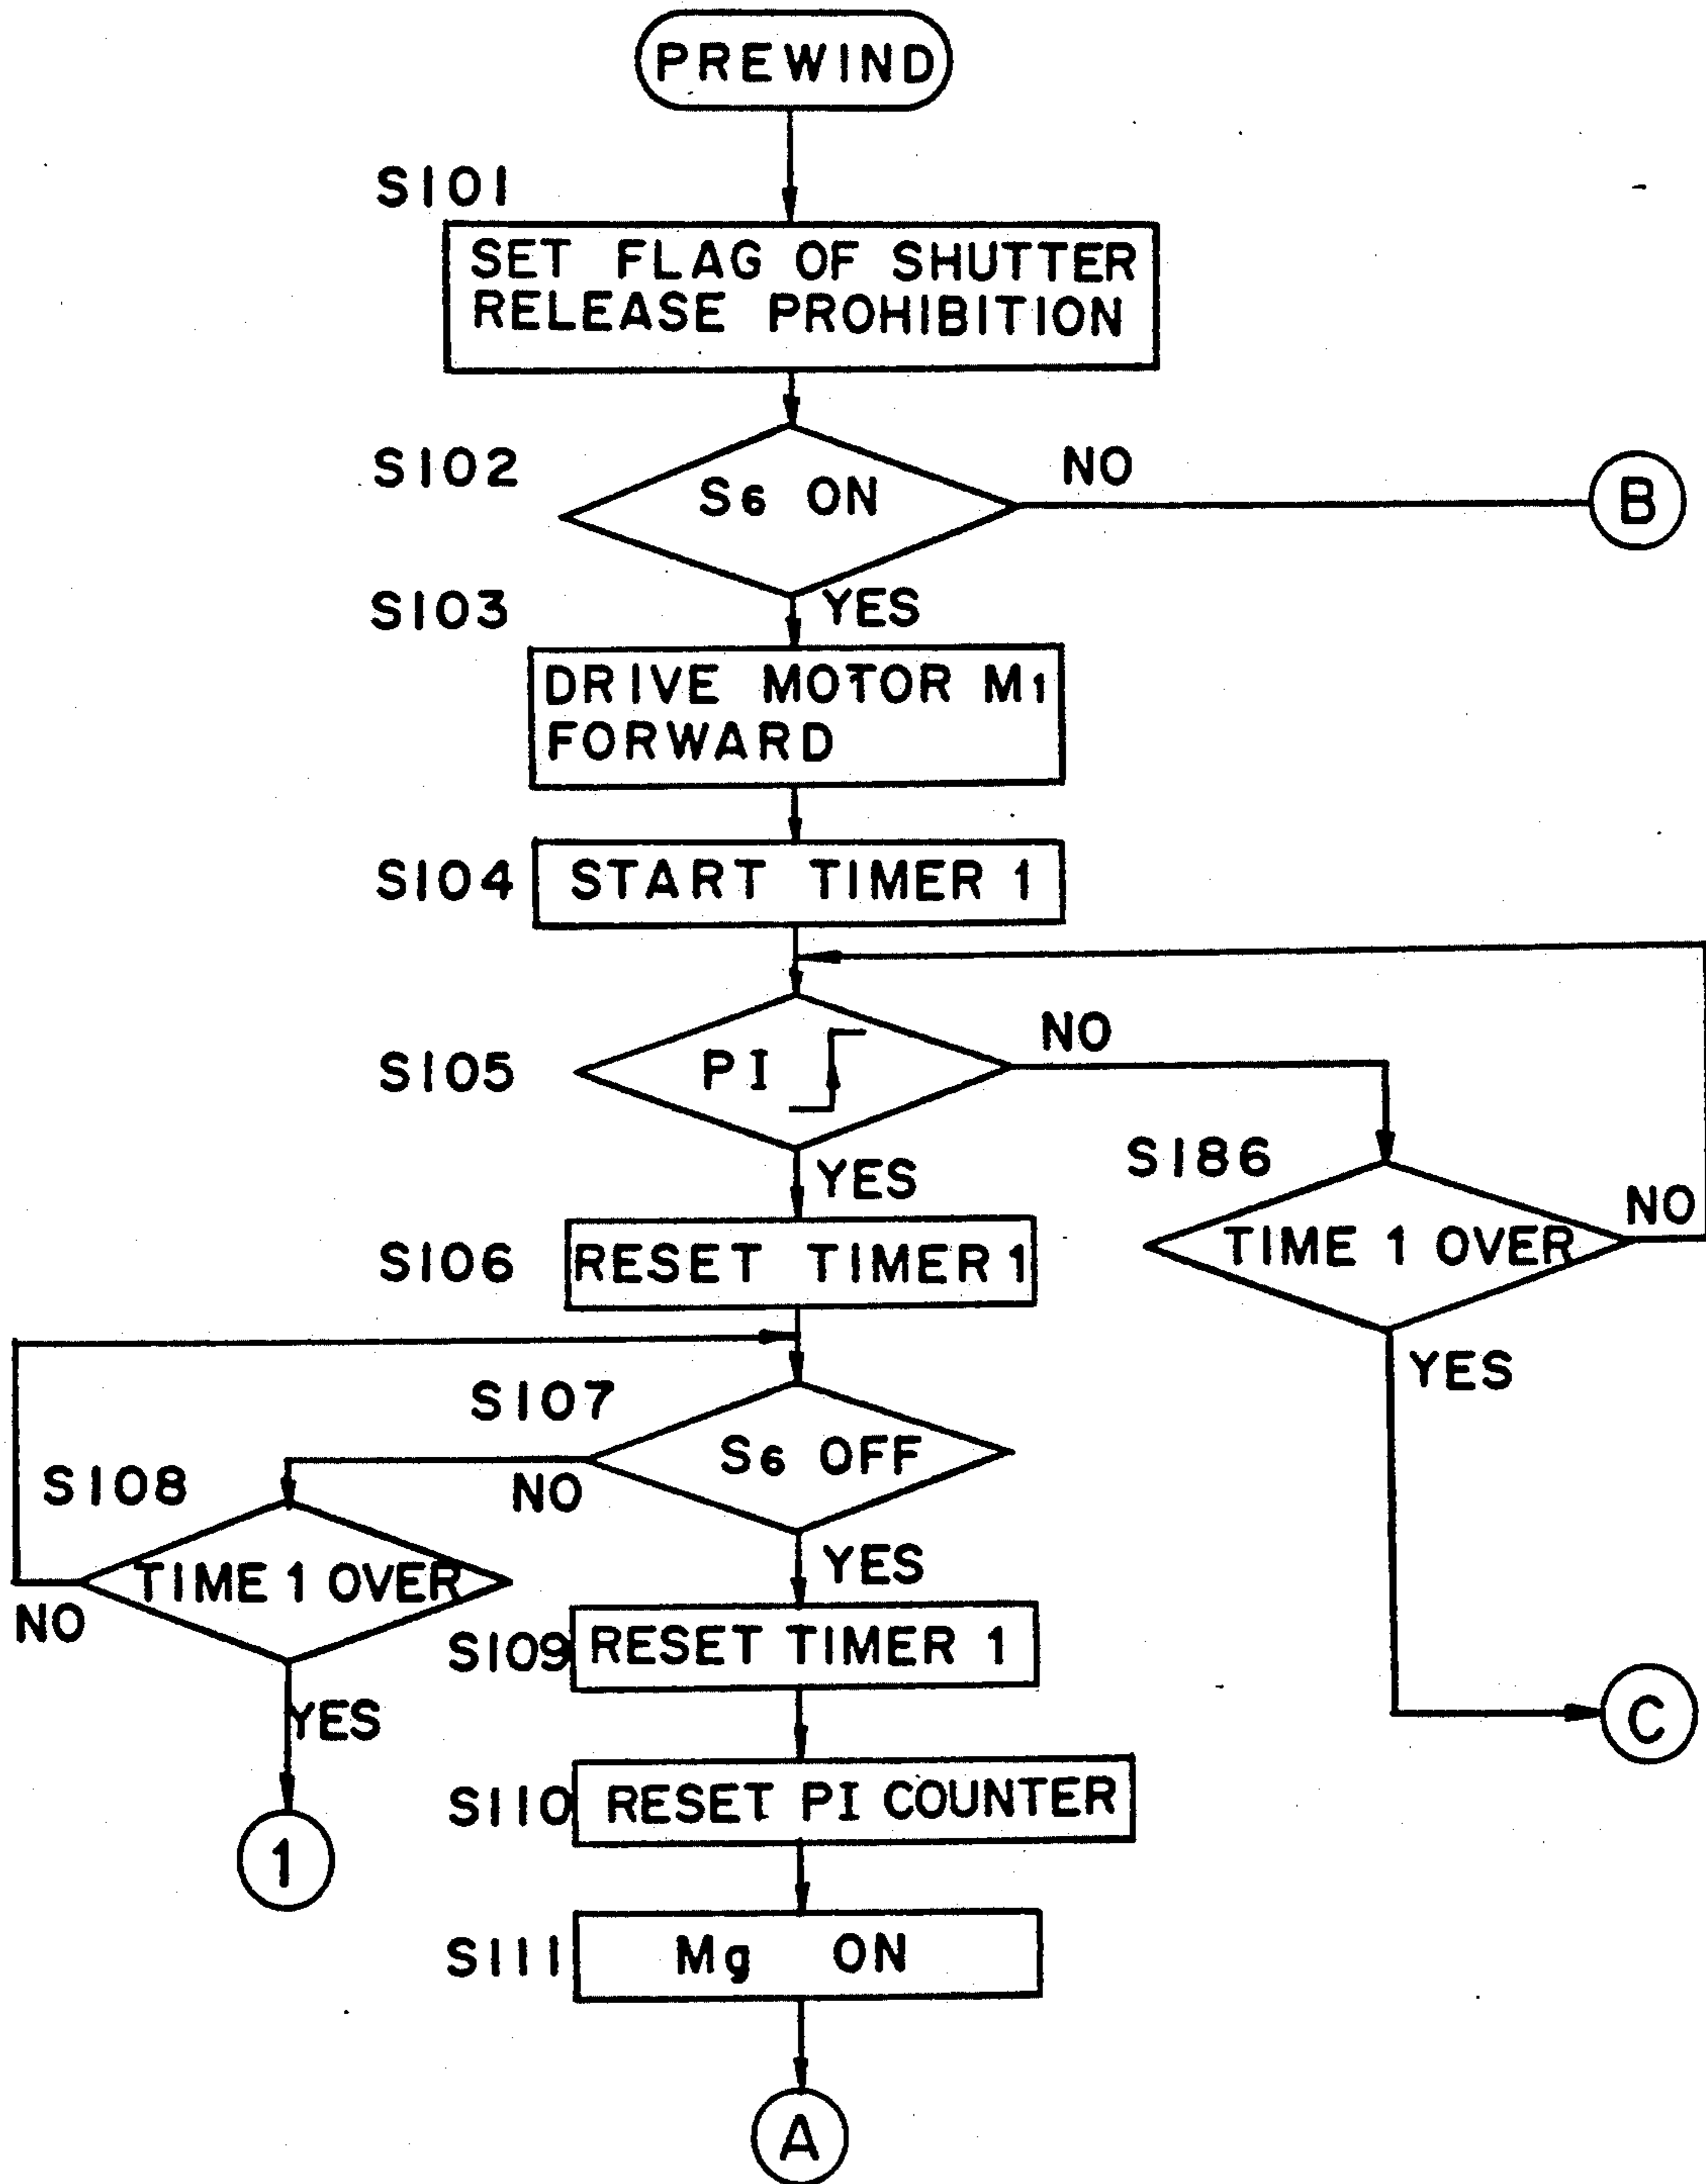 PREWIND
S101
SET FLAG OF SHUTTER
RELEASE PROHIBITION
S102
S6 ON
NO
B
S103
YES
DRIVE MOTOR M1
FORWARD
S104
START TIMER 1
S105
PI
NO
S186
YES
TIME 1 OVER
NO
S106
RESET TIMER 1
YES
S107
S6 OFF
S108
NO
TIME 1 OVER
NO
YES
S109
RESET TIMER 1
YES
C
S110
RESET PI COUNTER
1
S111
Mg ON
A